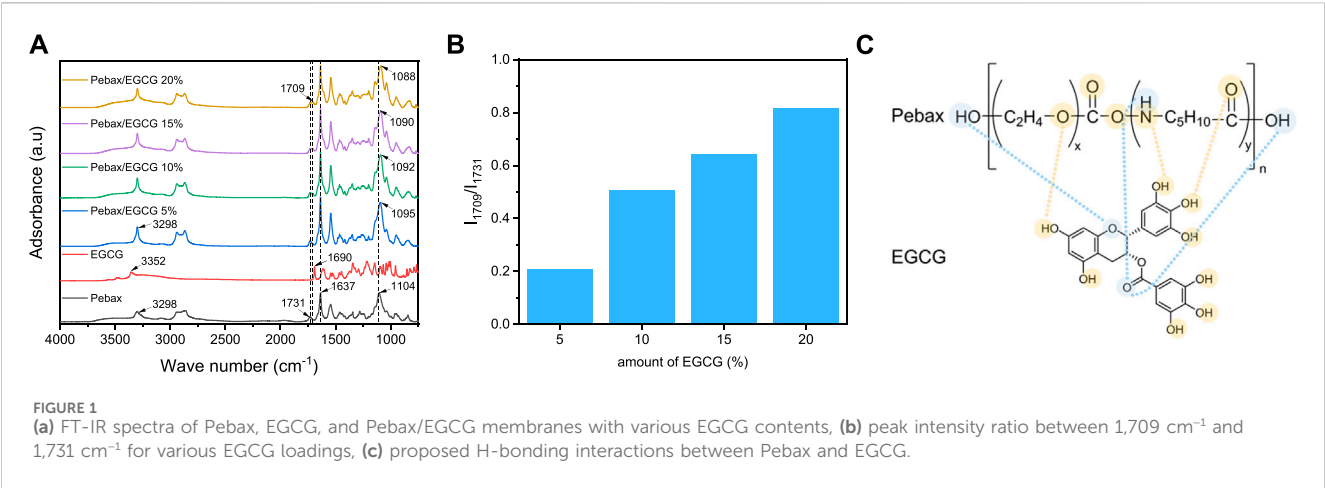 A
Adsorbance (a.u)
Pebax/EGCG 20%
1709
1088
Pebax/EGCG 15%
1090
Pebax/EGCG 10%
1092
Pebax/EGCG 5%
3298
1095
EGCG
3352
1690
Pebax
3298
1731
1637
1104
4000 3500 3000 2500 2000 1500 1000
Wave number (cm⁻¹)
B
I1709/I1731
1.0
0.8
0.6
0.4
0.2
0.0
5 10 15 20
amount of EGCG (%)
C
Pebax
HO C2H4 O x C O O H N C5H10 O C y OH n
EGCG
HO
OH
O
OH
OH
OH
O
O
OH
OH
OH
FIGURE 1
(a) FT-IR spectra of Pebax, EGCG, and Pebax/EGCG membranes with various EGCG contents, (b) peak intensity ratio between 1,709 cm⁻¹ and
1,731 cm⁻¹ for various EGCG loadings, (c) proposed H-bonding interactions between Pebax and EGCG.